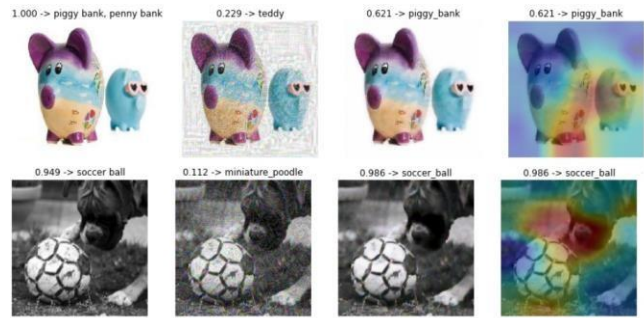 1.000 -> piggy bank, penny bank
0.229 -> teddy
0.621 -> piggy_bank
0.621 -> piggy_bank
0.949 -> soccer ball
0.112 -> miniature_poodle
0.986 -> soccer_ball
0.986 -> soccer_ball